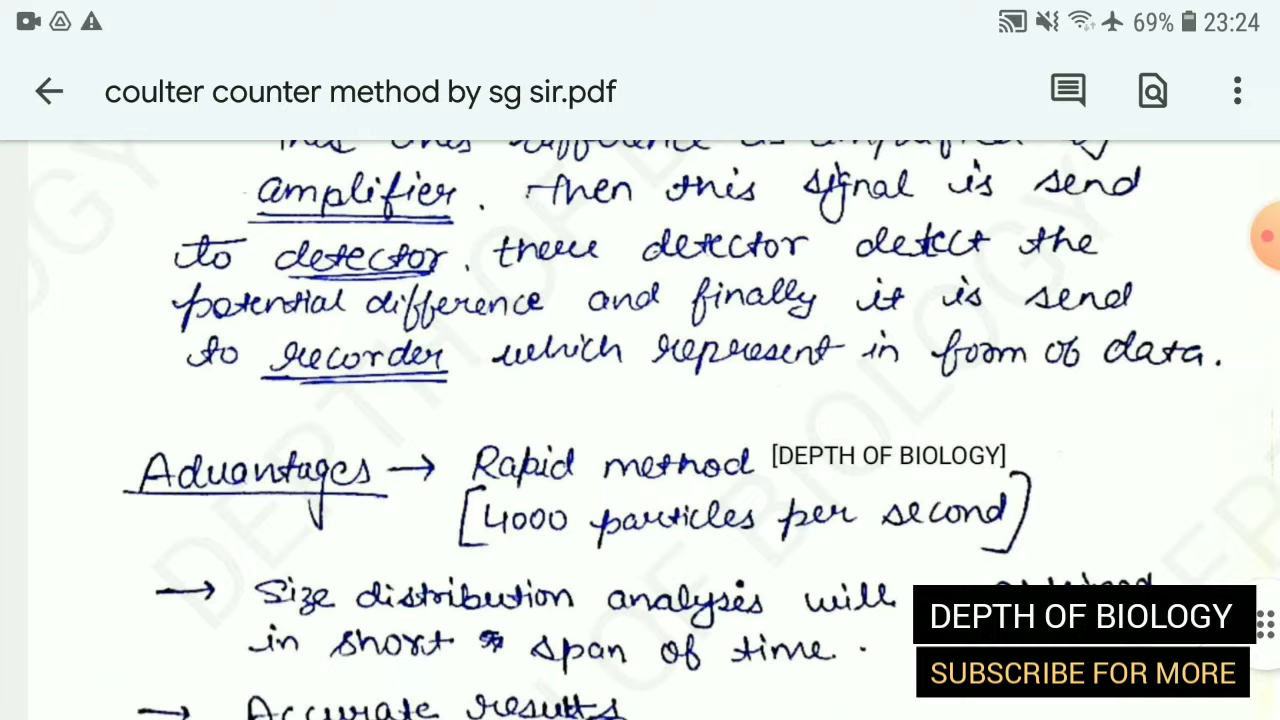 69% 23:24
coulter counter method by sg sir.pdf
amplifier. Then this signal is send
to detector. there detector detect the
potential difference and finally it is send
to recorder which represent in form of data.
Advantages → Rapid method [DEPTH OF BIOLOGY]
[4000 particles per second]
→ Size distribution analysis will
in short span of time.
→ Accurate results
DEPTH OF BIOLOGY
SUBSCRIBE FOR MORE